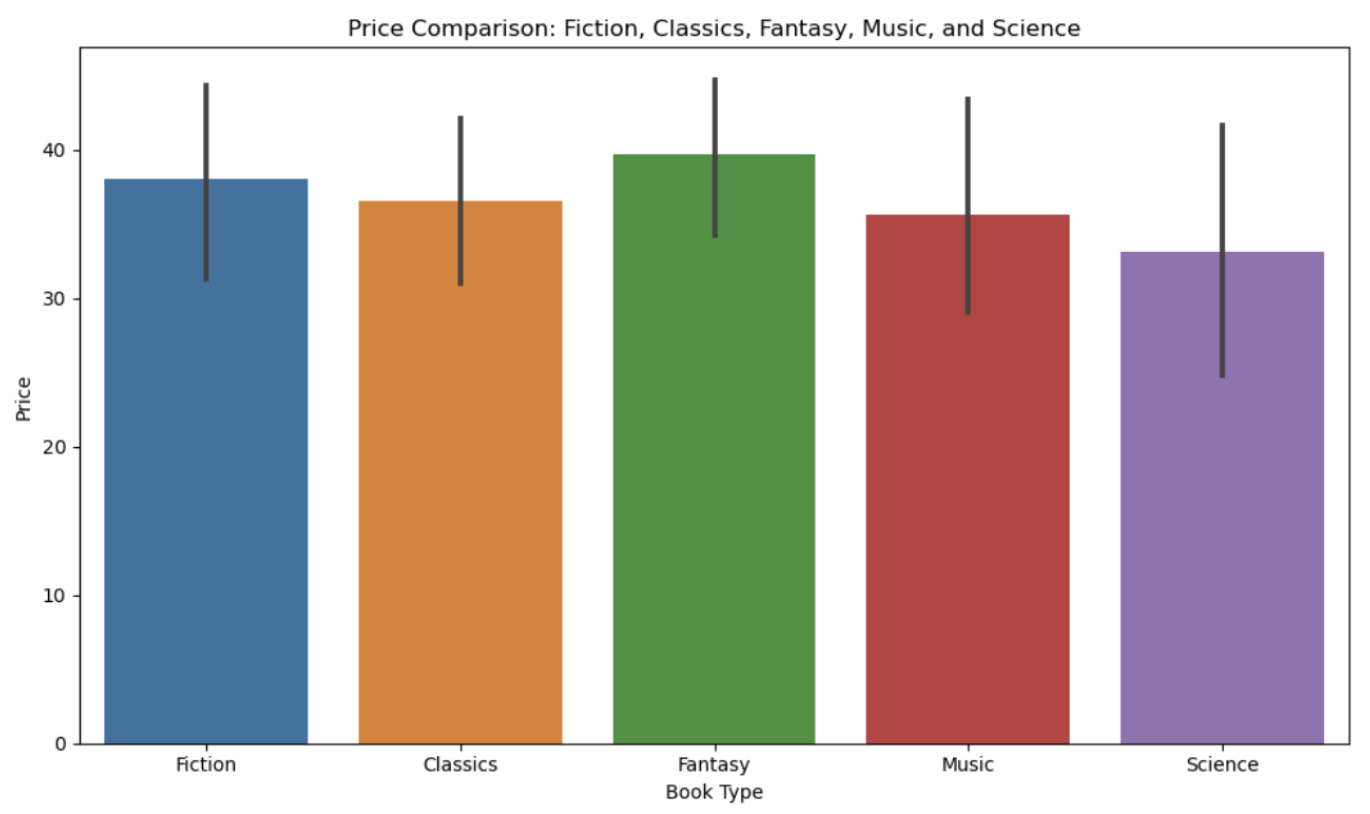 Price Comparison: Fiction, Classics, Fantasy, Music, and Science
40
30
20
10
0
Price
Fiction Classics Fantasy Music Science
Book Type